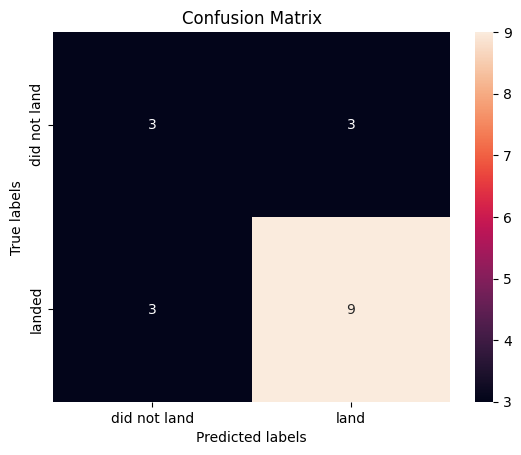 Confusion Matrix
True labels
did not land
landed
3 3
3 9
did not land land
Predicted labels
9
8
7
6
5
4
3